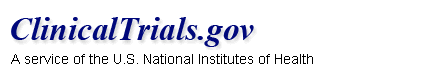 ClinicalTrials.gov
A service of the U.S. National Institutes of Health